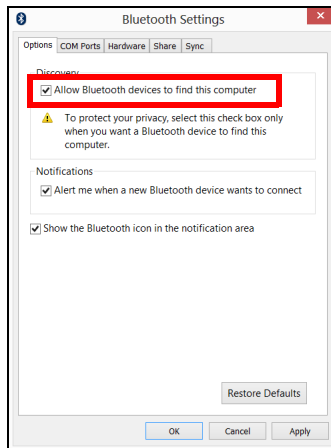 Bluetooth Settings
Options COM Ports Hardware Share Sync
Discovery
Allow Bluetooth devices to find this computer
To protect your privacy, select this check box only
when you want a Bluetooth device to find this
computer.
Notifications
Alert me when a new Bluetooth device wants to connect
Show the Bluetooth icon in the notification area
Restore Defaults
OK Cancel Apply